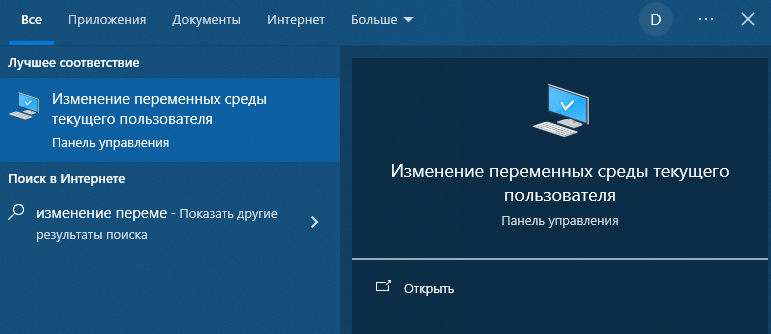 Все Приложения Документы Интернет Больше D ...
Лучшее соответствие
Изменение переменных среды
текущего пользователя
Панель управления
Поиск в Интернете
изменение переме - Показать другие
результаты поиска
Изменение переменных среды текущего
пользователя
Панель управления
Открыть